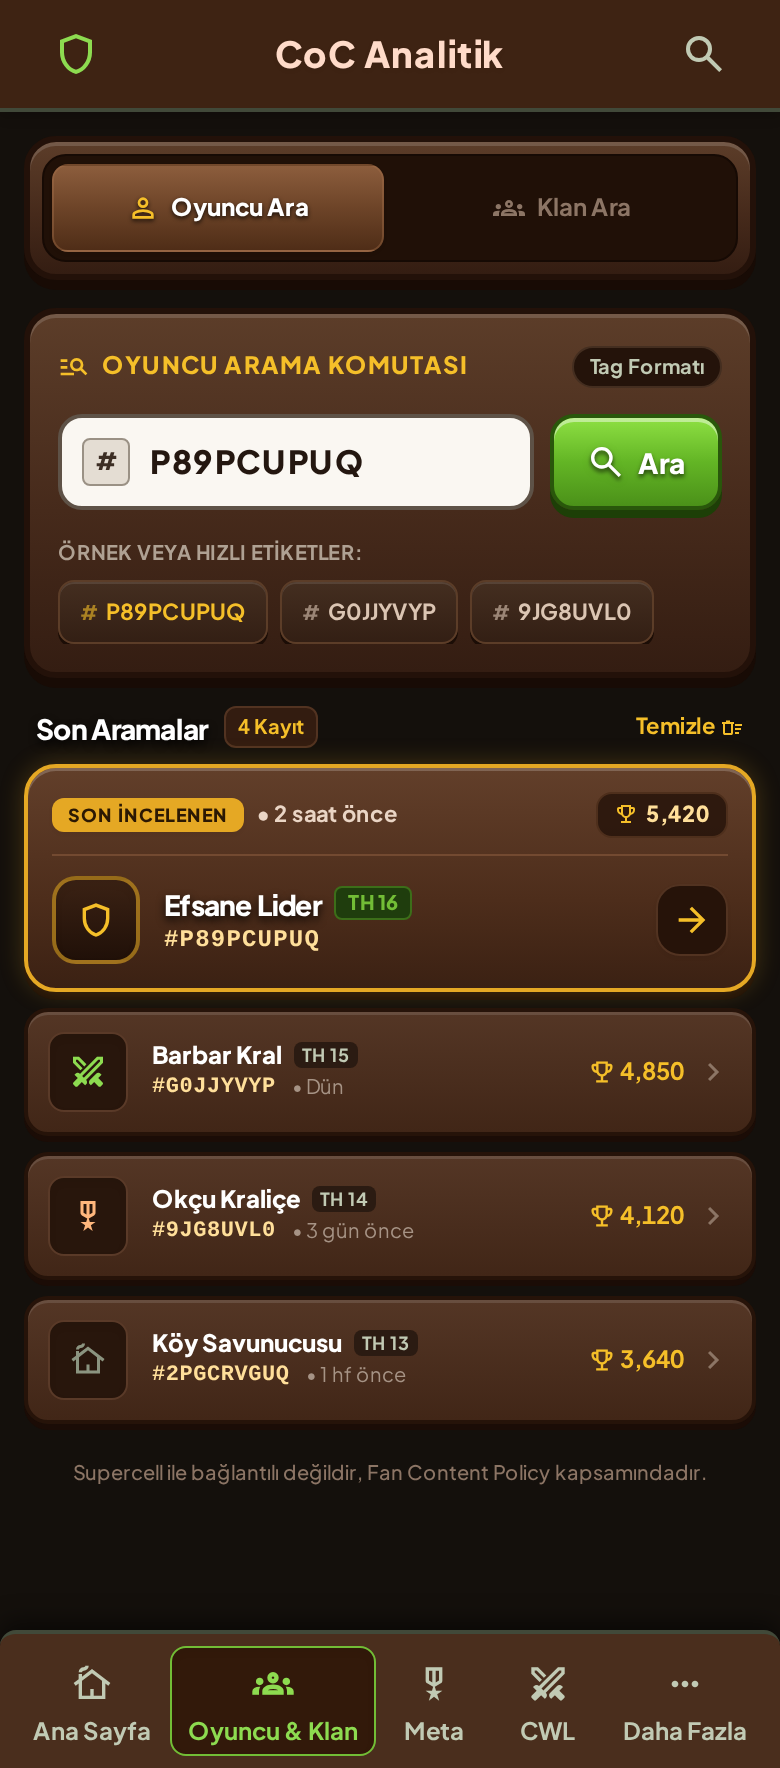 CoC Analitik
Oyuncu Ara
Klan Ara
OYUNCU ARAMA KOMUTASI
Tag Formatı
# P89PCUPUQ
Ara
ÖRNEK VEYA HIZLI ETİKETLER:
# P89PCUPUQ
# G0JJYVYP
# 9JG8UVL0
Son Aramalar
4 Kayıt
Temizle
SON İNCELENEN • 2 saat önce
5,420
Efsane Lider TH 16
#P89PCUPUQ
Barbar Kral TH 15
#G0JJYVYP • Dün
4,850
Okçu Kraliçe TH 14
#9JG8UVL0 • 3 gün önce
4,120
Köy Savunucusu TH 13
#2PGCRVGUQ • 1 hf önce
3,640
Supercell ile bağlantılı değildir, Fan Content Policy kapsamındadır.
Ana Sayfa
Oyuncu & Klan
Meta
CWL
Daha Fazla